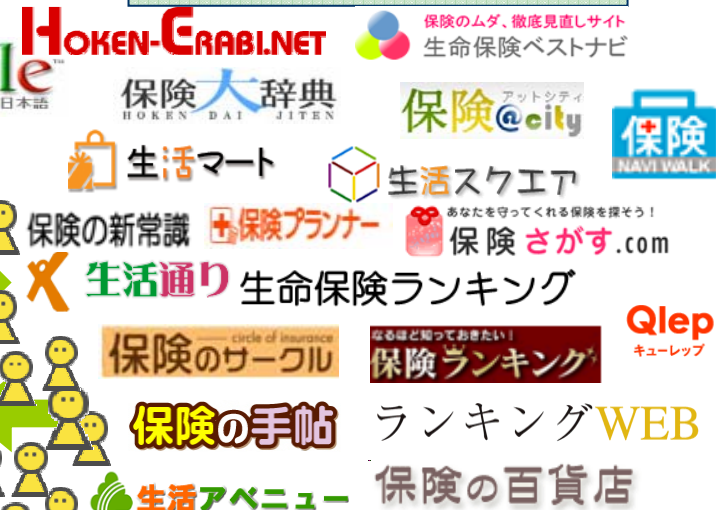 HOKEN-ERABI.NET
保険のムダ、徹底見直しサイト
生命保険ベストナビ
le™
日本語
保険大辞典
HOKEN DAI JITEN
アットシティ
保険@city
保険
NAVI WALK
生活マート
生活スクエア
保険の新常識
保険プランナー
あなたを守ってくれる保険を探そう！
保険さがす.com
生活通り
生命保険ランキング
Qlep
キューレップ
circle of insurance
保険のサークル
なるほど知っておきたい！
保険ランキング
保険の手帖
ランキングWEB
生活アベニュー
保険の百貨店